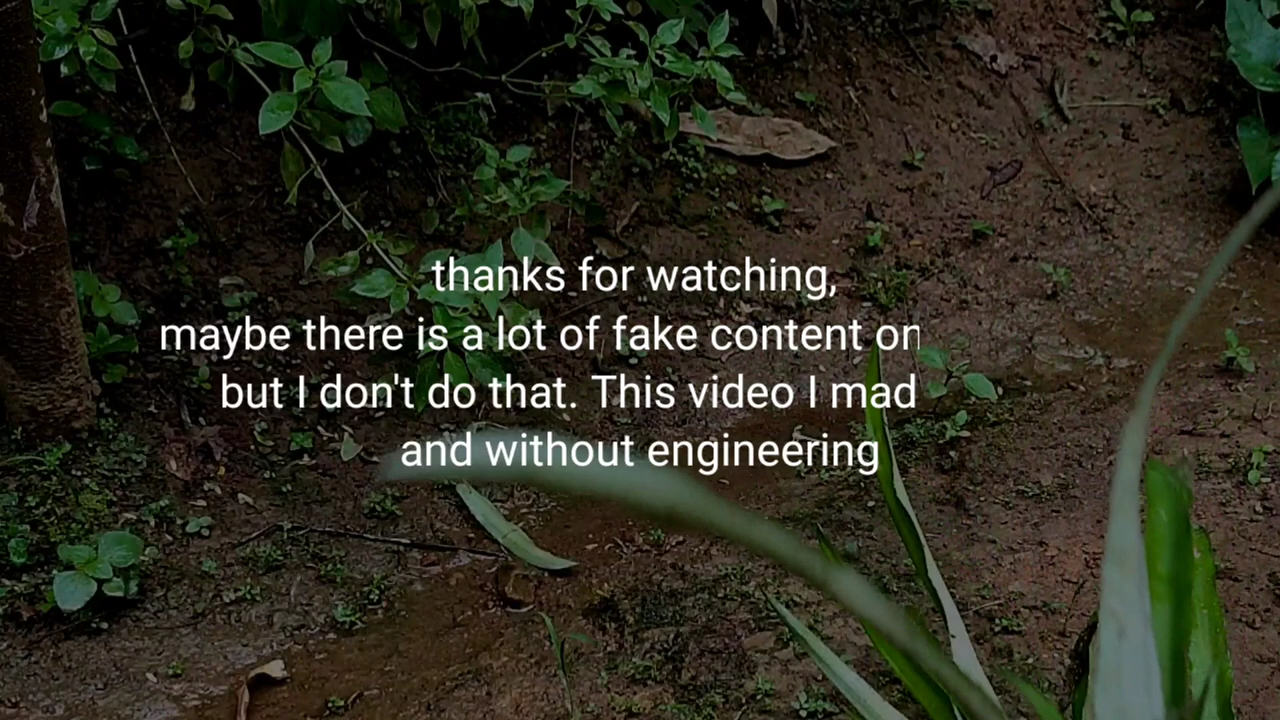 thanks for watching,
maybe there is a lot of fake content on
but I don't do that. This video I mad
and without engineering